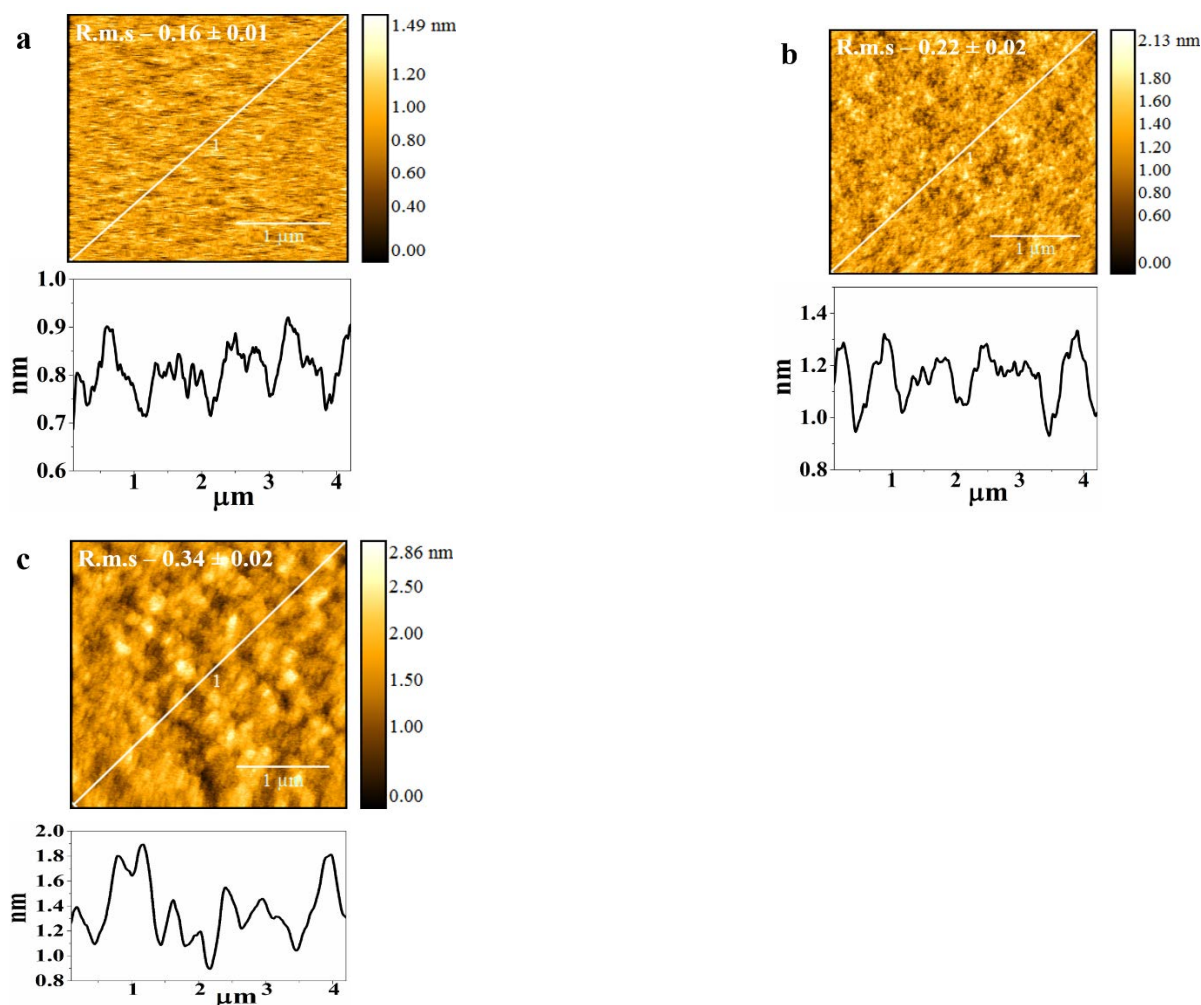 a
R.m.s – 0.16 ± 0.01
1
1 μm
1.49 nm
1.20
1.00
0.80
0.60
0.40
0.00
1.0
0.9
0.8
0.7
0.6
nm
1 2 3 4
μm
b
R.m.s – 0.22 ± 0.02
1
1 μm
2.13 nm
1.80
1.60
1.40
1.20
1.00
0.80
0.60
0.00
1.4
1.2
1.0
0.8
nm
1 2 3 4
μm
c
R.m.s – 0.34 ± 0.02
1
1 μm
2.86 nm
2.50
2.00
1.50
1.00
0.00
2.0
1.8
1.6
1.4
1.2
1.0
0.8
nm
1 2 3 4
μm